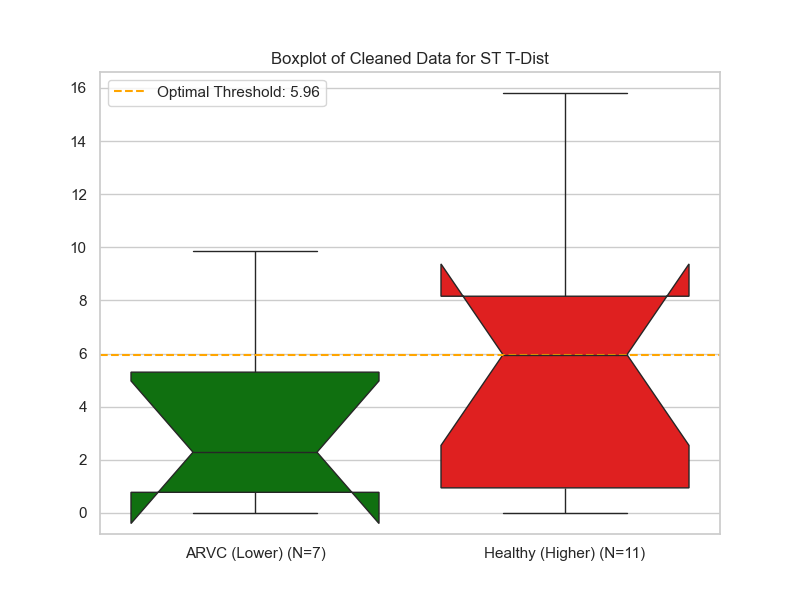 Boxplot of Cleaned Data for ST T-Dist
Optimal Threshold: 5.96
16
14
12
10
8
6
4
2
0
ARVC (Lower) (N=7)
Healthy (Higher) (N=11)